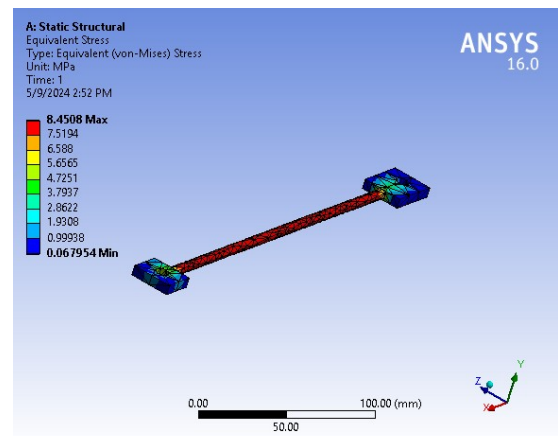 A: Static Structural
Equivalent Stress
Type: Equivalent (von-Mises) Stress
Unit: MPa
Time: 1
5/9/2024 2:52 PM
ANSYS
16.0
8.4508 Max
7.5194
6.588
5.6565
4.7251
3.7937
2.8622
1.9308
0.99938
0.067954 Min
0.00
100.00 (mm)
50.00
Y
Z
X